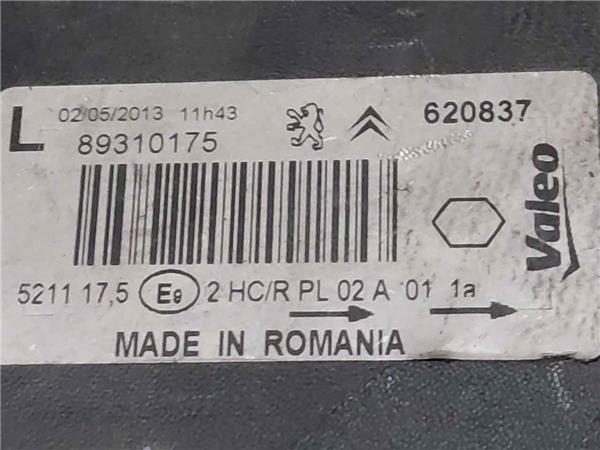 L 02/05/2013 11h43 620837
89310175
Valeo
5211 17,5 E9 2 HC/R PL 02 A 01 1a
MADE IN ROMANIA